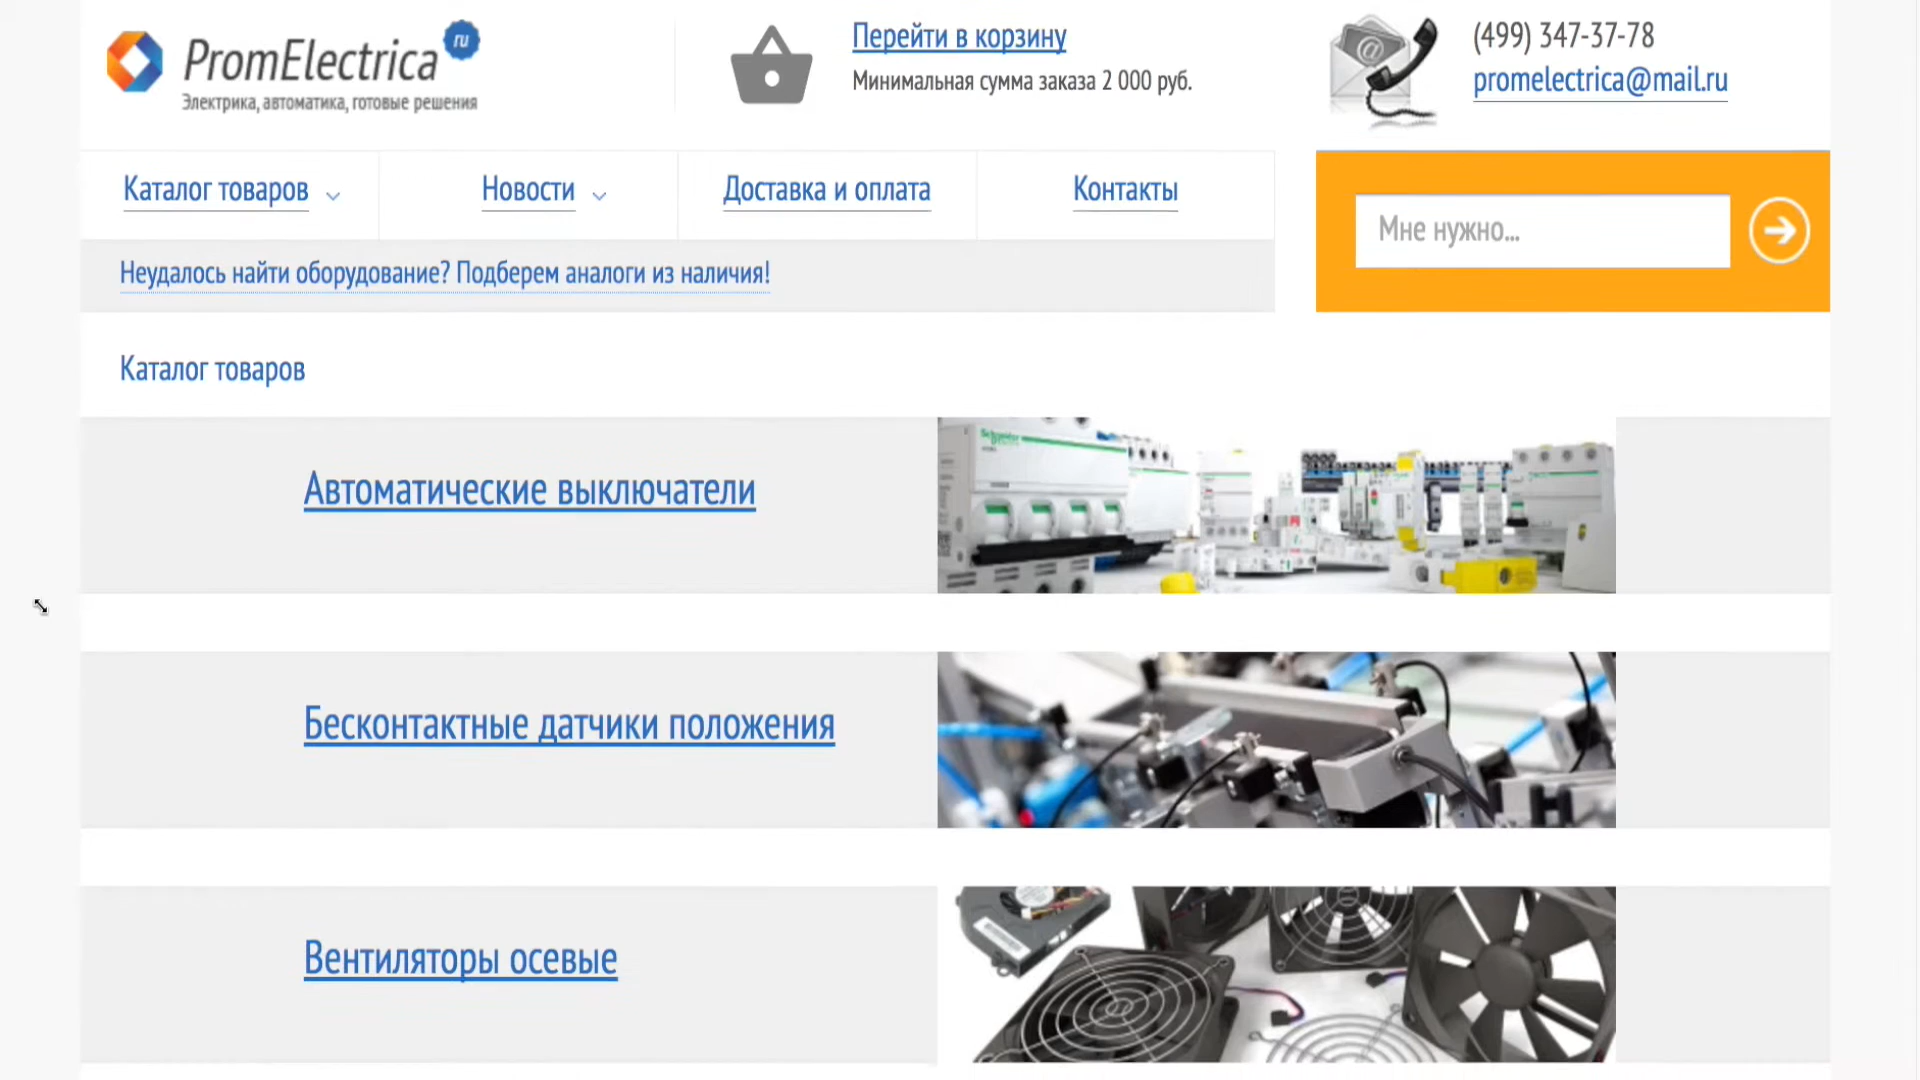 PromElectrica ru
Электрика, автоматика, готовые решения
Перейти в корзину
Минимальная сумма заказа 2 000 руб.
(499) 347-37-78
promelectrica@mail.ru
Каталог товаров
Новости
Доставка и оплата
Контакты
Мне нужно...
Неудалось найти оборудование? Подберем аналоги из наличия!
Каталог товаров
Автоматические выключатели
Schneider
Бесконтактные датчики положения
Вентиляторы осевые